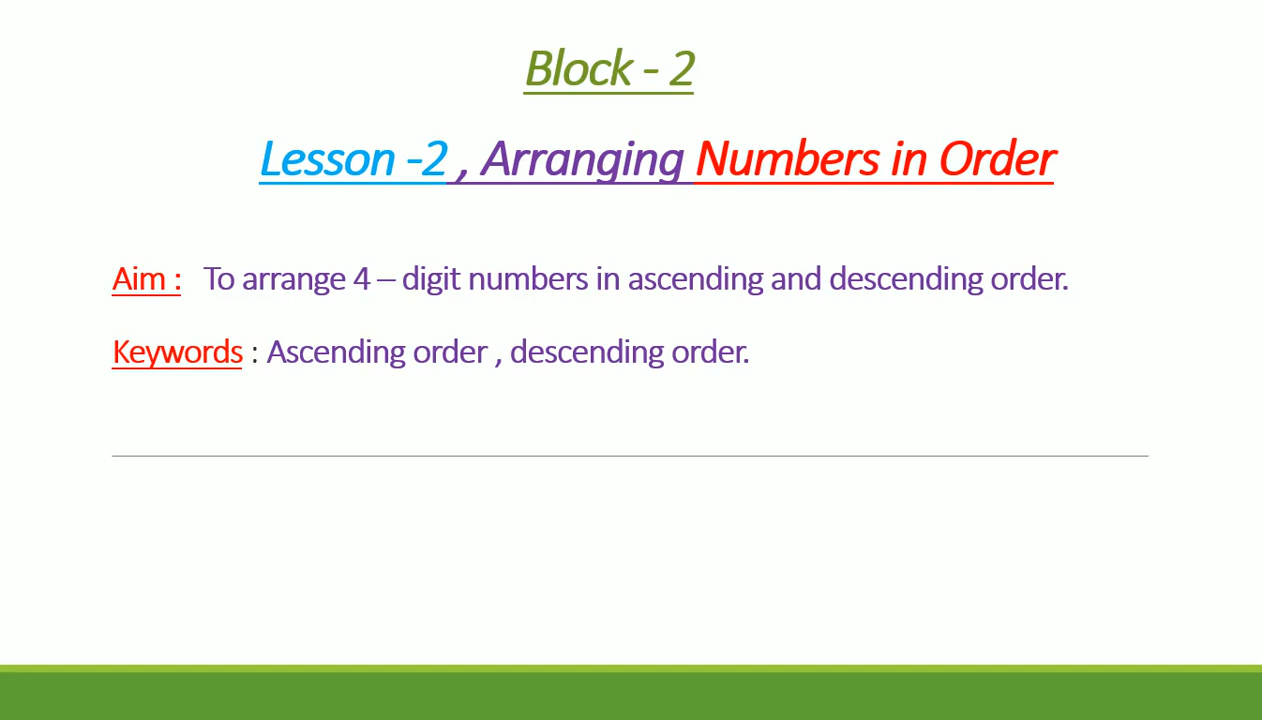 Block - 2
Lesson -2 , Arranging Numbers in Order
Aim : To arrange 4 – digit numbers in ascending and descending order.
Keywords : Ascending order , descending order.